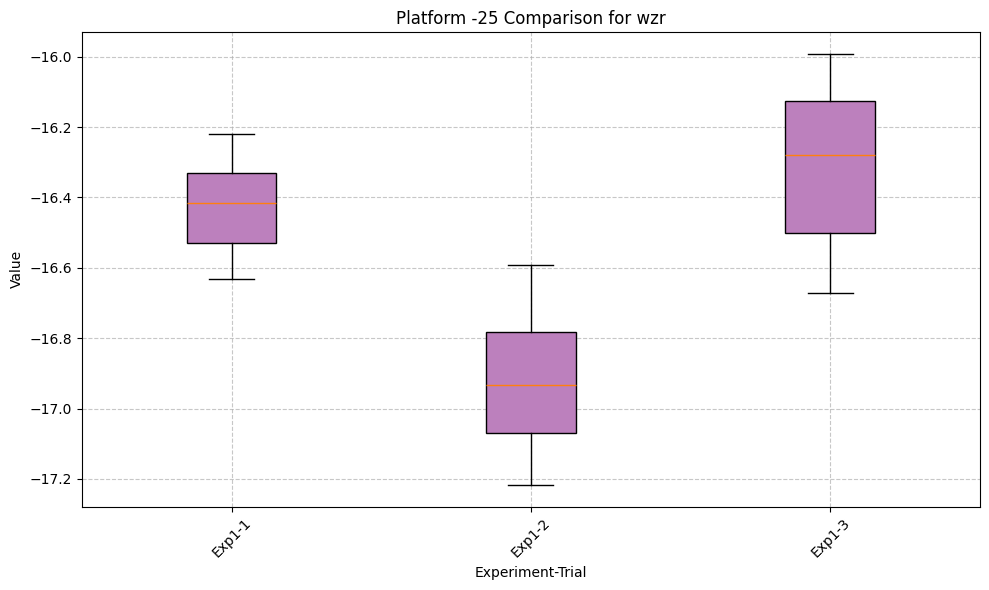 Platform -25 Comparison for wzr
Value
−16.0
−16.2
−16.4
−16.6
−16.8
−17.0
−17.2
Exp1-1
Exp1-2
Exp1-3
Experiment-Trial